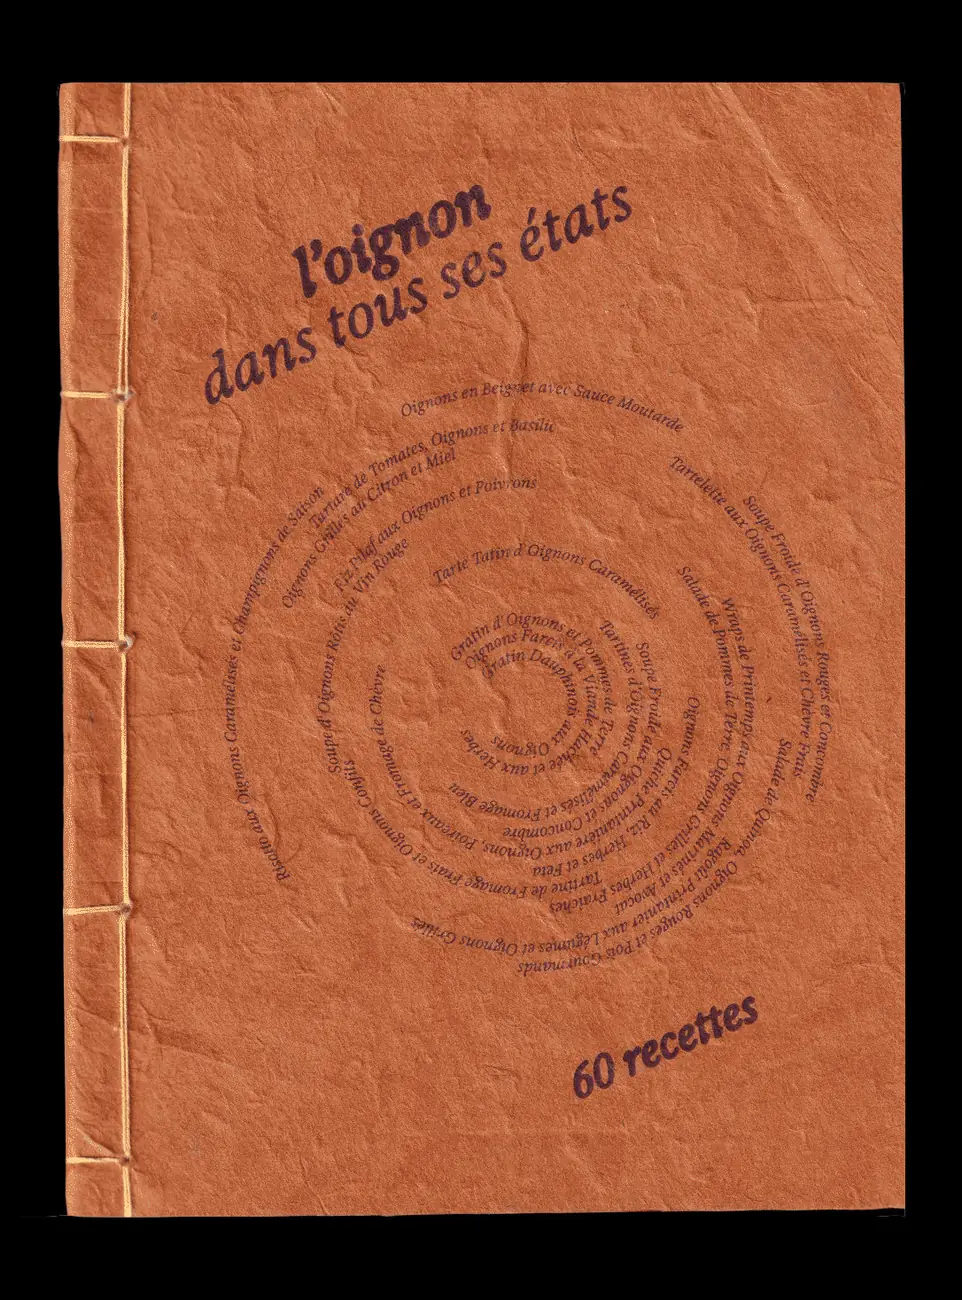 l'oignon
dans tous ses états
Oignons en Beignet avec Sauce Moutarde
Tartare de Tomates, Oignons et Basilic
Oignons Grillés au Citron et Miel
Riz Pilaf aux Oignons et Poivrons
Tarte Tatin d'Oignons Caramélisés
Gratin d'Oignons et Pommes de Terre
Oignons Farcis à la Viande Hachée et aux Herbes
Gratin Dauphinois aux Oignons
Tartines d'Oignons Caramélisés et Fromage Bleu
Soupe Froide aux Oignons et Concombre
Quiche Printanière aux Oignons, Poireaux et Fromage de Chèvre
Oignons Farcis au Riz, Herbes et Feta
Tartine de Fromage Frais et Oignons Confits
Soupe d'Oignons Rôtis au Vin Rouge
Salade de Pommes de Terre, Oignons Grillés et Herbes Fraîches
Wraps de Printemps aux Oignons Marinés et Avocat
Ragoût Printanier aux Légumes et Oignons Grillés
Tartelette aux Oignons Caramélisés et Chèvre Frais
Soupe Froide d'Oignons Rouges et Concombre
Salade de Quinoa, Oignons Rouges et Pois Gourmands
Risotto aux Oignons Caramélisés et Champignons de Saison
60 recettes